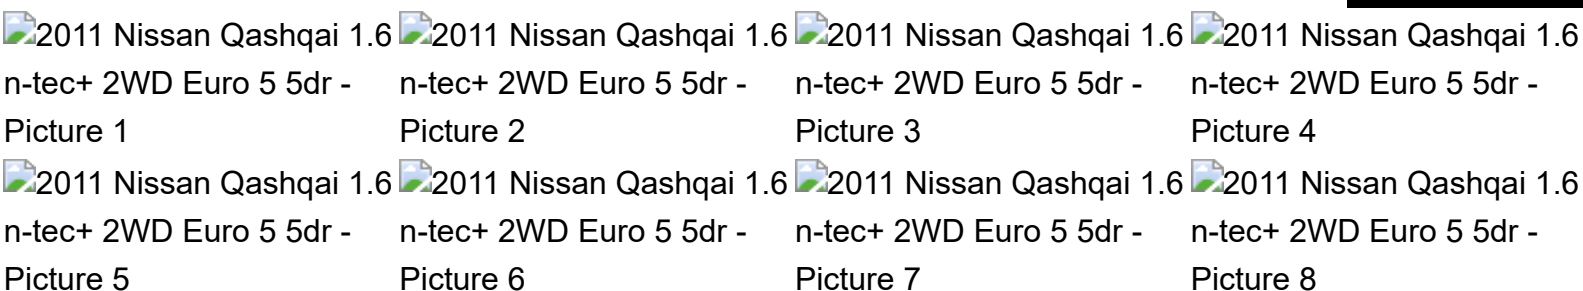 2011 Nissan Qashqai 1.6 2011 Nissan Qashqai 1.6 2011 Nissan Qashqai 1.6 2011 Nissan Qashqai 1.6
n-tec+ 2WD Euro 5 5dr - n-tec+ 2WD Euro 5 5dr - n-tec+ 2WD Euro 5 5dr - n-tec+ 2WD Euro 5 5dr -
Picture 1 Picture 2 Picture 3 Picture 4
2011 Nissan Qashqai 1.6 2011 Nissan Qashqai 1.6 2011 Nissan Qashqai 1.6 2011 Nissan Qashqai 1.6
n-tec+ 2WD Euro 5 5dr - n-tec+ 2WD Euro 5 5dr - n-tec+ 2WD Euro 5 5dr - n-tec+ 2WD Euro 5 5dr -
Picture 5 Picture 6 Picture 7 Picture 8